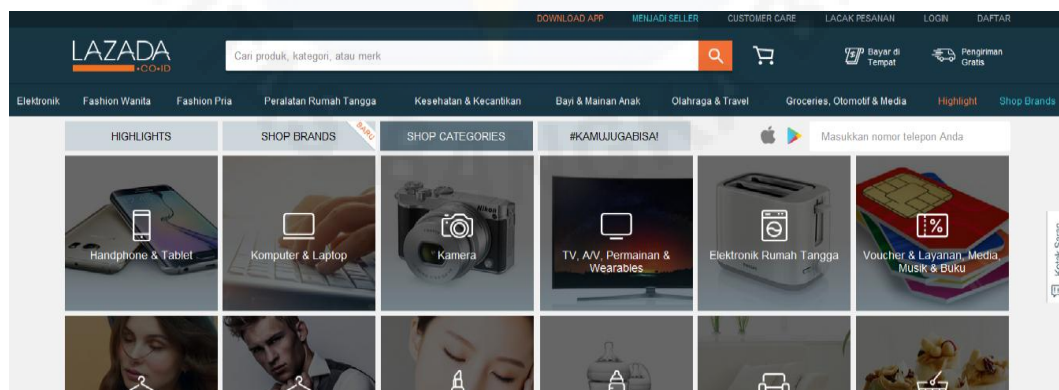 DOWNLOAD APP MENJADI SELLER CUSTOMER CARE LACAK PESANAN LOGIN DAFTAR
LAZADA
•CO•ID
Cari produk, kategori, atau merk
Bayar di
Tempat
Pengiriman
Gratis
Elektronik Fashion Wanita Fashion Pria Peralatan Rumah Tangga Kesehatan & Kecantikan Bayi & Mainan Anak Olahraga & Travel Groceries, Otomotif & Media Highlight Shop Brands
HIGHLIGHTS SHOP BRANDS BARU SHOP CATEGORIES #KAMUJUGABISA! Masukkan nomor telepon Anda
Nikon
Handphone & Tablet
Komputer & Laptop
Kamera
TV, A/V, Permainan &
Wearables
Elektronik Rumah Tangga
%
Voucher & Layanan, Media,
Musik & Buku